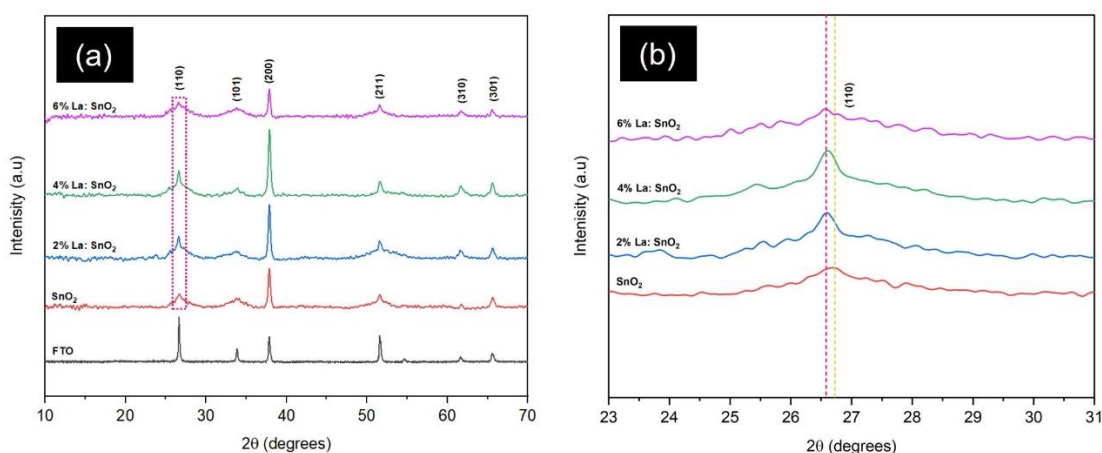 (a)
(110)
(101)
(200)
(211)
(310)
(301)
6% La: SnO₂
4% La: SnO₂
2% La: SnO₂
SnO₂
FTO
Intenisity (a.u)
10 20 30 40 50 60 70
2θ (degrees)
(b)
(110)
6% La: SnO₂
4% La: SnO₂
2% La: SnO₂
SnO₂
Intenisity (a.u)
23 24 25 26 27 28 29 30 31
2θ (degrees)